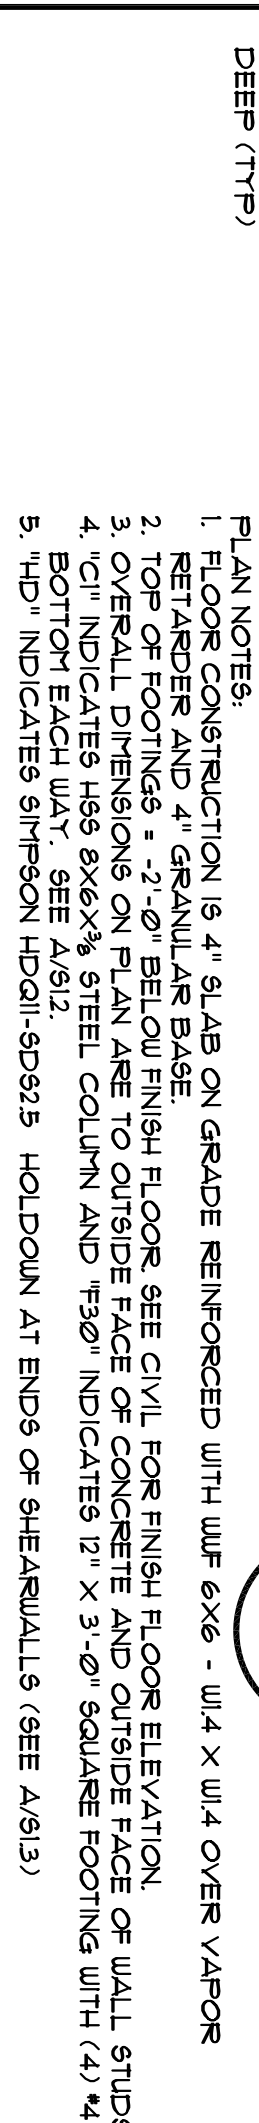 DEEP (TYP)
PLAN NOTES:
1. FLOOR CONSTRUCTION IS 4" SLAB ON GRADE REINFORCED WITH WWF 6X6 - W1.4 X W1.4 OVER VAPOR
RETARDER AND 4" GRANULAR BASE.
2. TOP OF FOOTINGS = -2'-0" BELOW FINISH FLOOR. SEE CIVIL FOR FINISH FLOOR ELEVATION.
3. OVERALL DIMENSIONS ON PLAN ARE TO OUTSIDE FACE OF CONCRETE AND OUTSIDE FACE OF WALL STUDS
4. "C1" INDICATES HSS 8X6X3/8 STEEL COLUMN AND "F30" INDICATES 12" X 3'-0" SQUARE FOOTING WITH (4) #4
BOTTOM EACH WAY. SEE A/S1.2.
5. "HD" INDICATES SIMPSON HDQ11-SDS2.5 HOLDOWN AT ENDS OF SHEARWALLS (SEE A/S1.3)